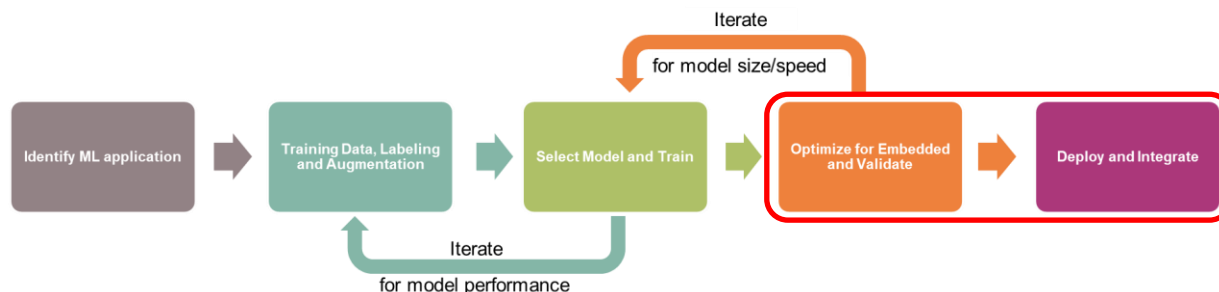 Iterate
for model size/speed
Identify ML application
Training Data, Labeling
and Augmentation
Select Model and Train
Optimize for Embedded
and Validate
Deploy and Integrate
Iterate
for model performance